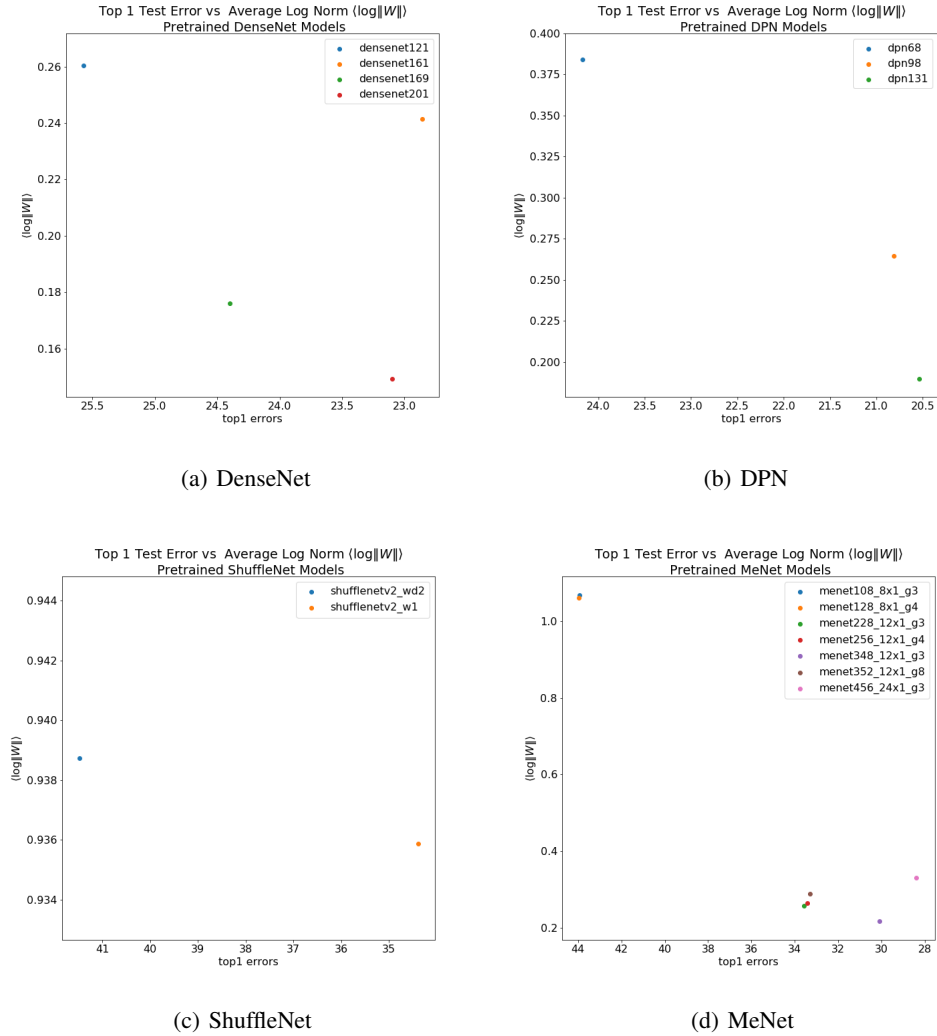 Top 1 Test Error vs  Average Log Norm ⟨log‖W‖⟩
Pretrained DenseNet Models
densenet121
densenet161
densenet169
densenet201
0.26
0.24
0.22
0.20
0.18
0.16
⟨log‖W‖⟩
25.5 25.0 24.5 24.0 23.5 23.0
top1 errors
(a) DenseNet
Top 1 Test Error vs  Average Log Norm ⟨log‖W‖⟩
Pretrained DPN Models
dpn68
dpn98
dpn131
0.400
0.375
0.350
0.325
0.300
0.275
0.250
0.225
0.200
⟨log‖W‖⟩
24.0 23.5 23.0 22.5 22.0 21.5 21.0 20.5
top1 errors
(b) DPN
Top 1 Test Error vs  Average Log Norm ⟨log‖W‖⟩
Pretrained ShuffleNet Models
shufflenetv2_wd2
shufflenetv2_w1
0.944
0.942
0.940
0.938
0.936
0.934
⟨log‖W‖⟩
41 40 39 38 37 36 35
top1 errors
(c) ShuffleNet
Top 1 Test Error vs  Average Log Norm ⟨log‖W‖⟩
Pretrained MeNet Models
menet108_8x1_g3
menet128_8x1_g4
menet228_12x1_g3
menet256_12x1_g4
menet348_12x1_g3
menet352_12x1_g8
menet456_24x1_g3
1.0
0.8
0.6
0.4
0.2
⟨log‖W‖⟩
44 42 40 38 36 34 32 30 28
top1 errors
(d) MeNet